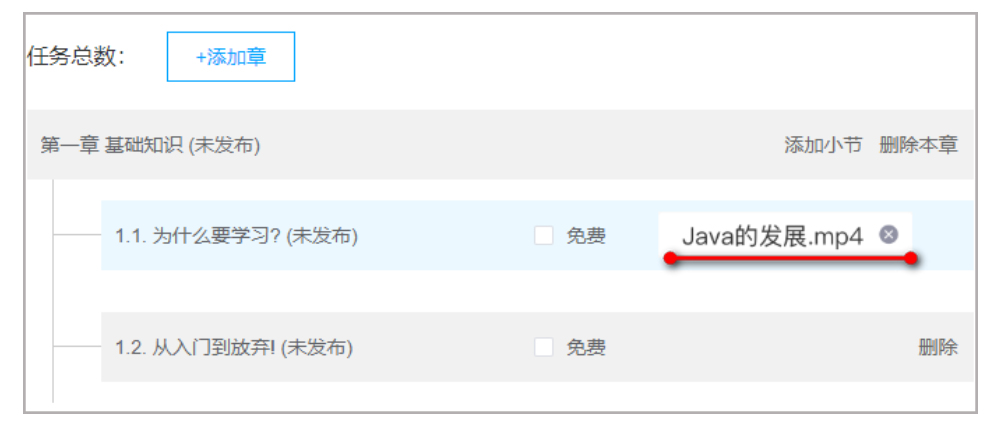 任务总数： +添加章
第一章 基础知识 (未发布) 添加小节 删除本章
1.1. 为什么要学习? (未发布) 免费 Java的发展.mp4
1.2. 从入门到放弃! (未发布) 免费 删除